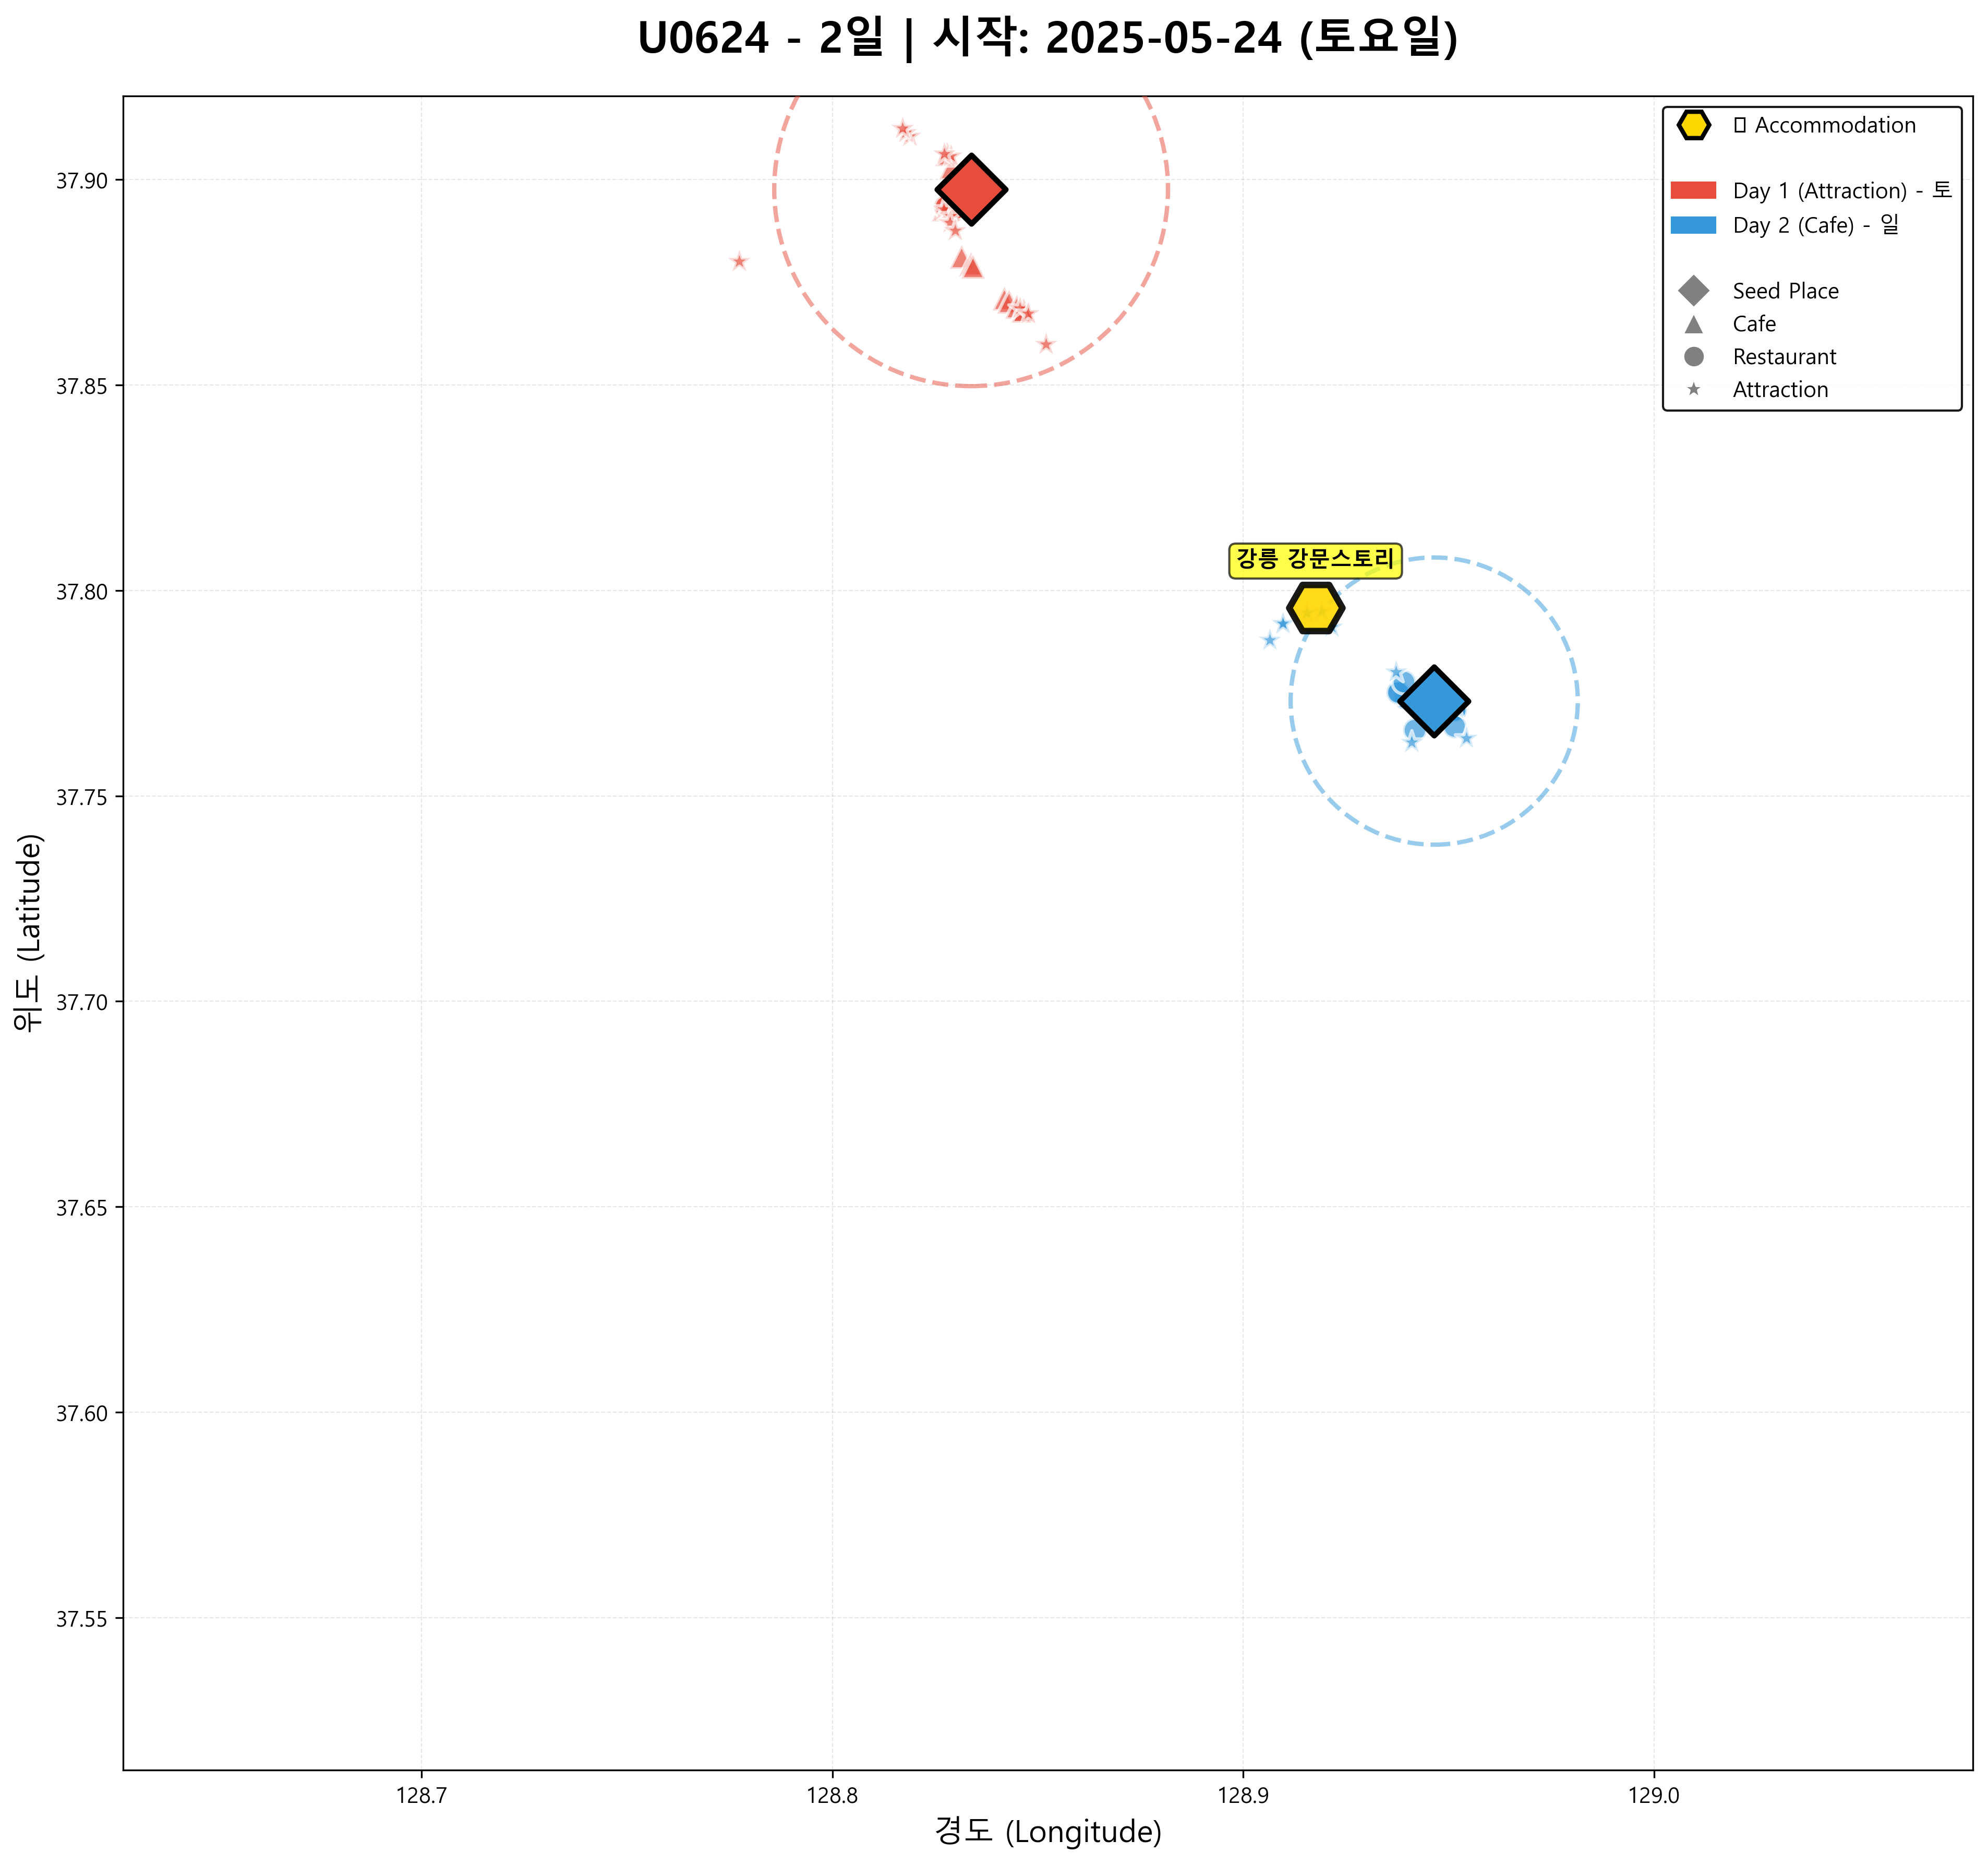 U0624 - 2일 | 시작: 2025-05-24 (토요일)
▯ Accommodation
Day 1 (Attraction) - 토
Day 2 (Cafe) - 일
Seed Place
Cafe
Restaurant
Attraction
강릉 강문스토리
위도 (Latitude)
37.90
37.85
37.80
37.75
37.70
37.65
37.60
37.55
128.7 128.8 128.9 129.0
경도 (Longitude)